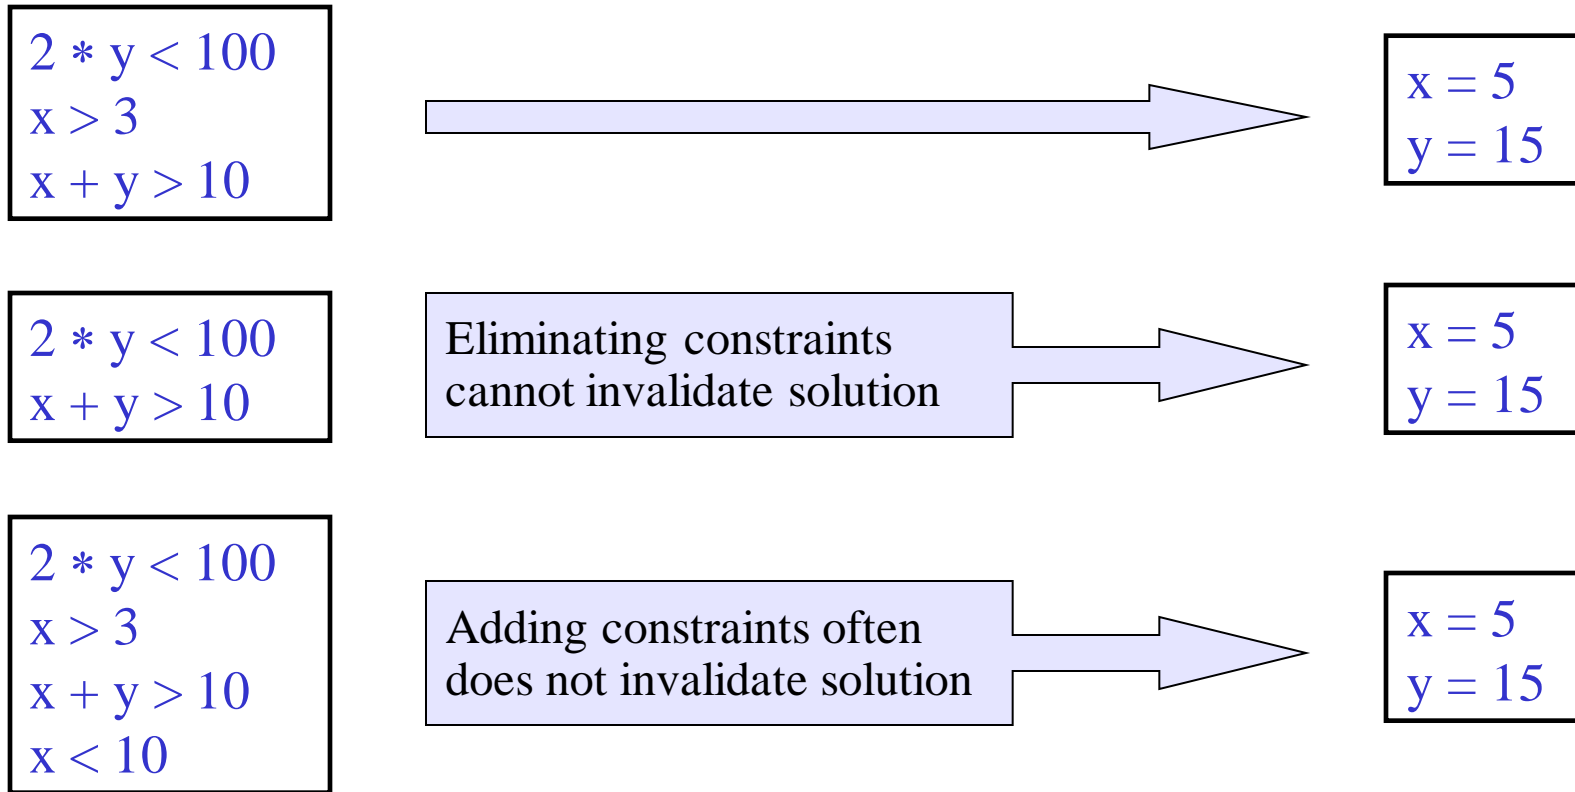 2 * y < 100
x > 3
x + y > 10
x = 5
y = 15
2 * y < 100
x + y > 10
Eliminating constraints
cannot invalidate solution
x = 5
y = 15
2 * y < 100
x > 3
x + y > 10
x < 10
Adding constraints often
does not invalidate solution
x = 5
y = 15